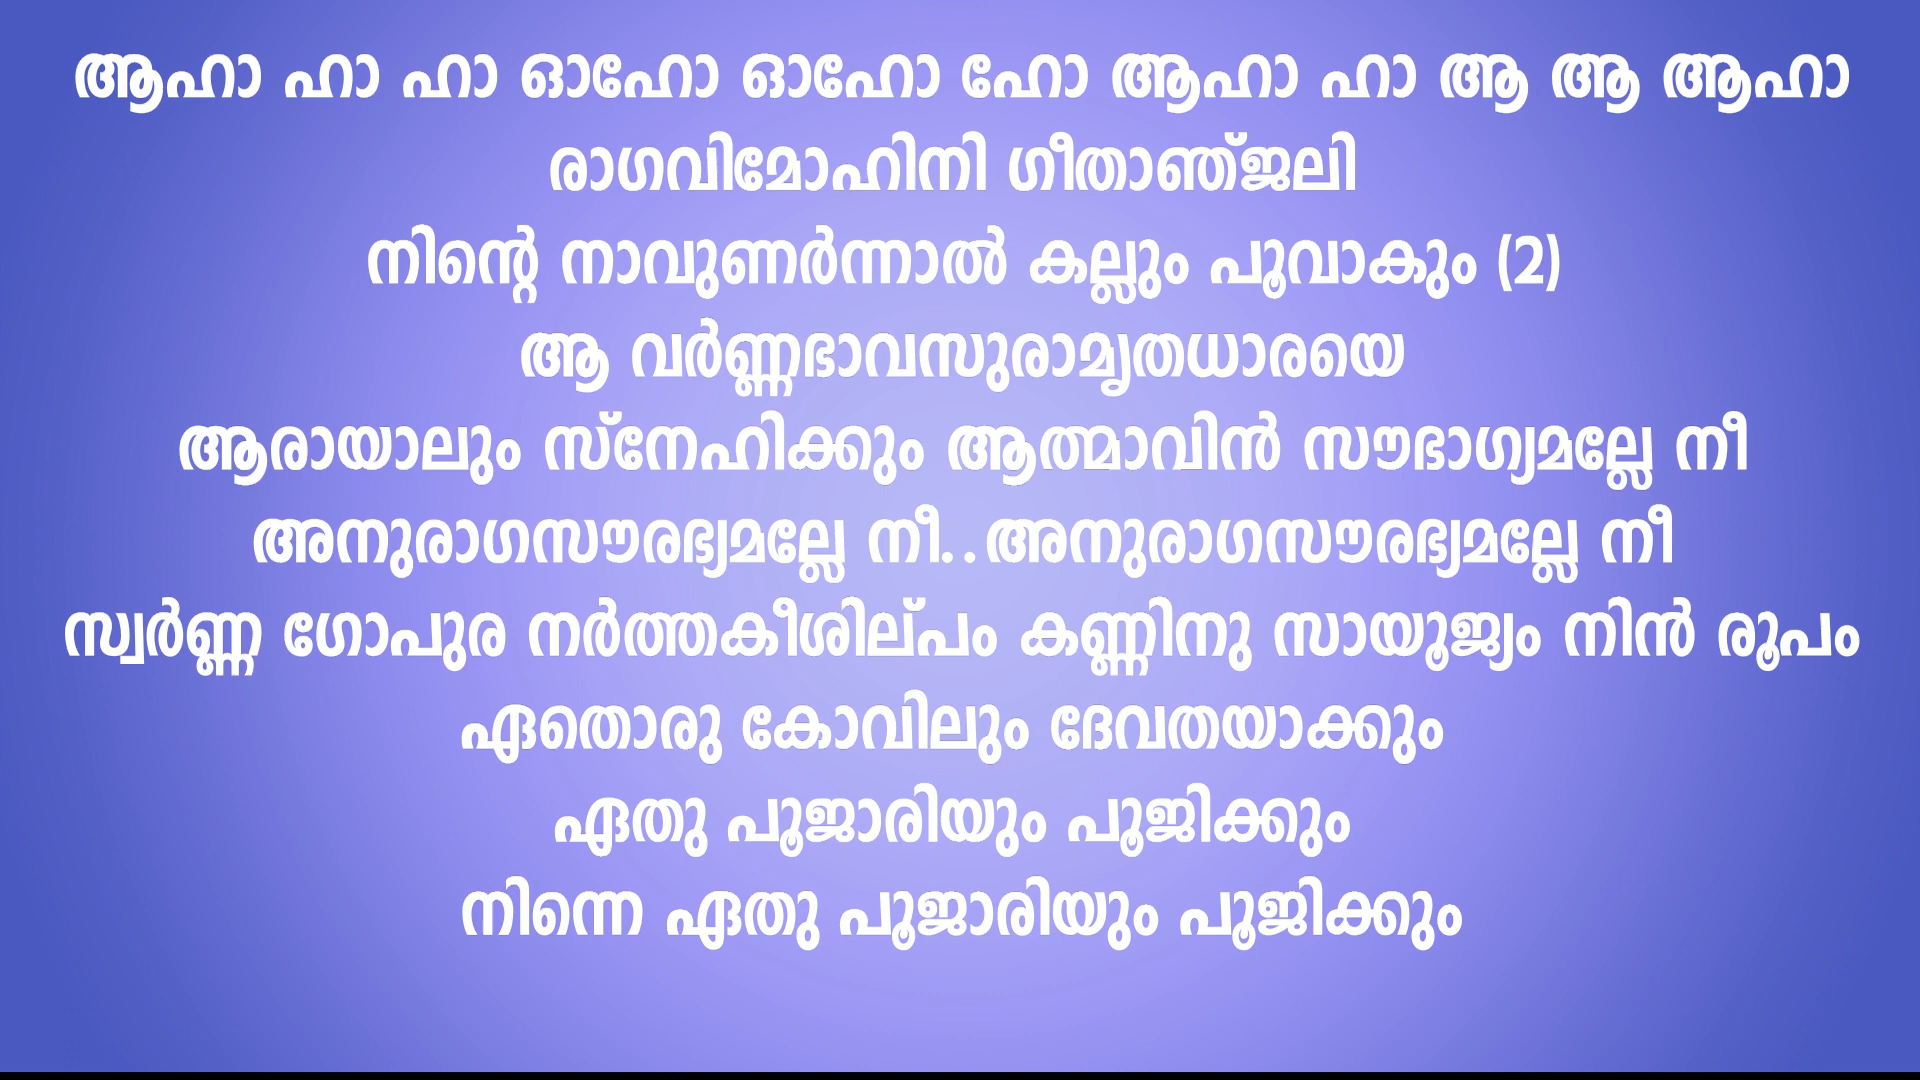 ആഹാ ഹാ ഹാ ഓഹോ ഓഹോ ഹോ ആഹാ ഹാ ആ ആ ആഹാ
രാഗവിമോഹിനി ഗീതാഞ്ജലി
നിന്റെ നാവുണർന്നാൽ കല്ലും പൂവാകും (2)
ആ വർണ്ണഭാവസുരാമൃതധാരയെ
ആരായാലും സ്നേഹിക്കും ആത്മാവിൻ സൗഭാഗ്യമല്ലേ നീ
അനുരാഗസൗരഭ്യമല്ലേ നീ..അനുരാഗസൗരഭ്യമല്ലേ നീ
സ്വർണ്ണ ഗോപുര നർത്തകീശില്പം കണ്ണിനു സായൂജ്യം നിൻ രൂപം
ഏതൊരു കോവിലും ദേവതയാക്കും
ഏതു പൂജാരിയും പൂജിക്കും
നിന്നെ ഏതു പൂജാരിയും പൂജിക്കും